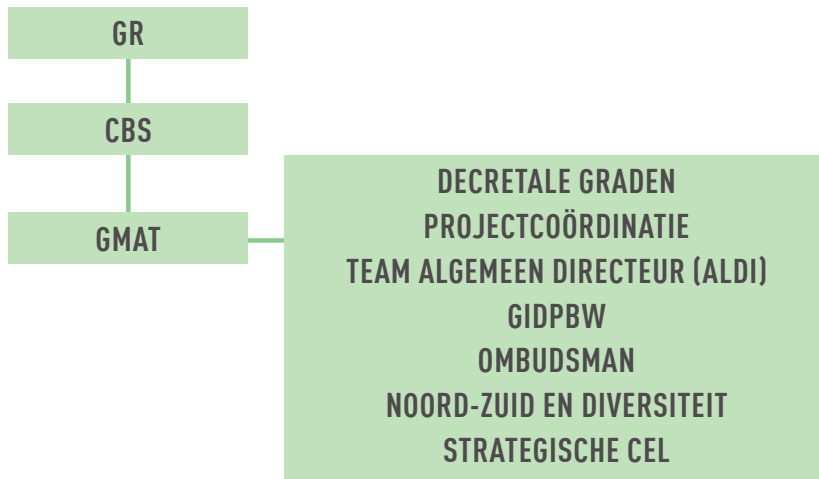 GR
CBS
GMAT
DECRETALE GRADEN
PROJECTCOÖRDINATIE
TEAM ALGEMEEN DIRECTEUR (ALDI)
GIDPBW
OMBUDSMAN
NOORD-ZUID EN DIVERSITEIT
STRATEGISCHE CEL